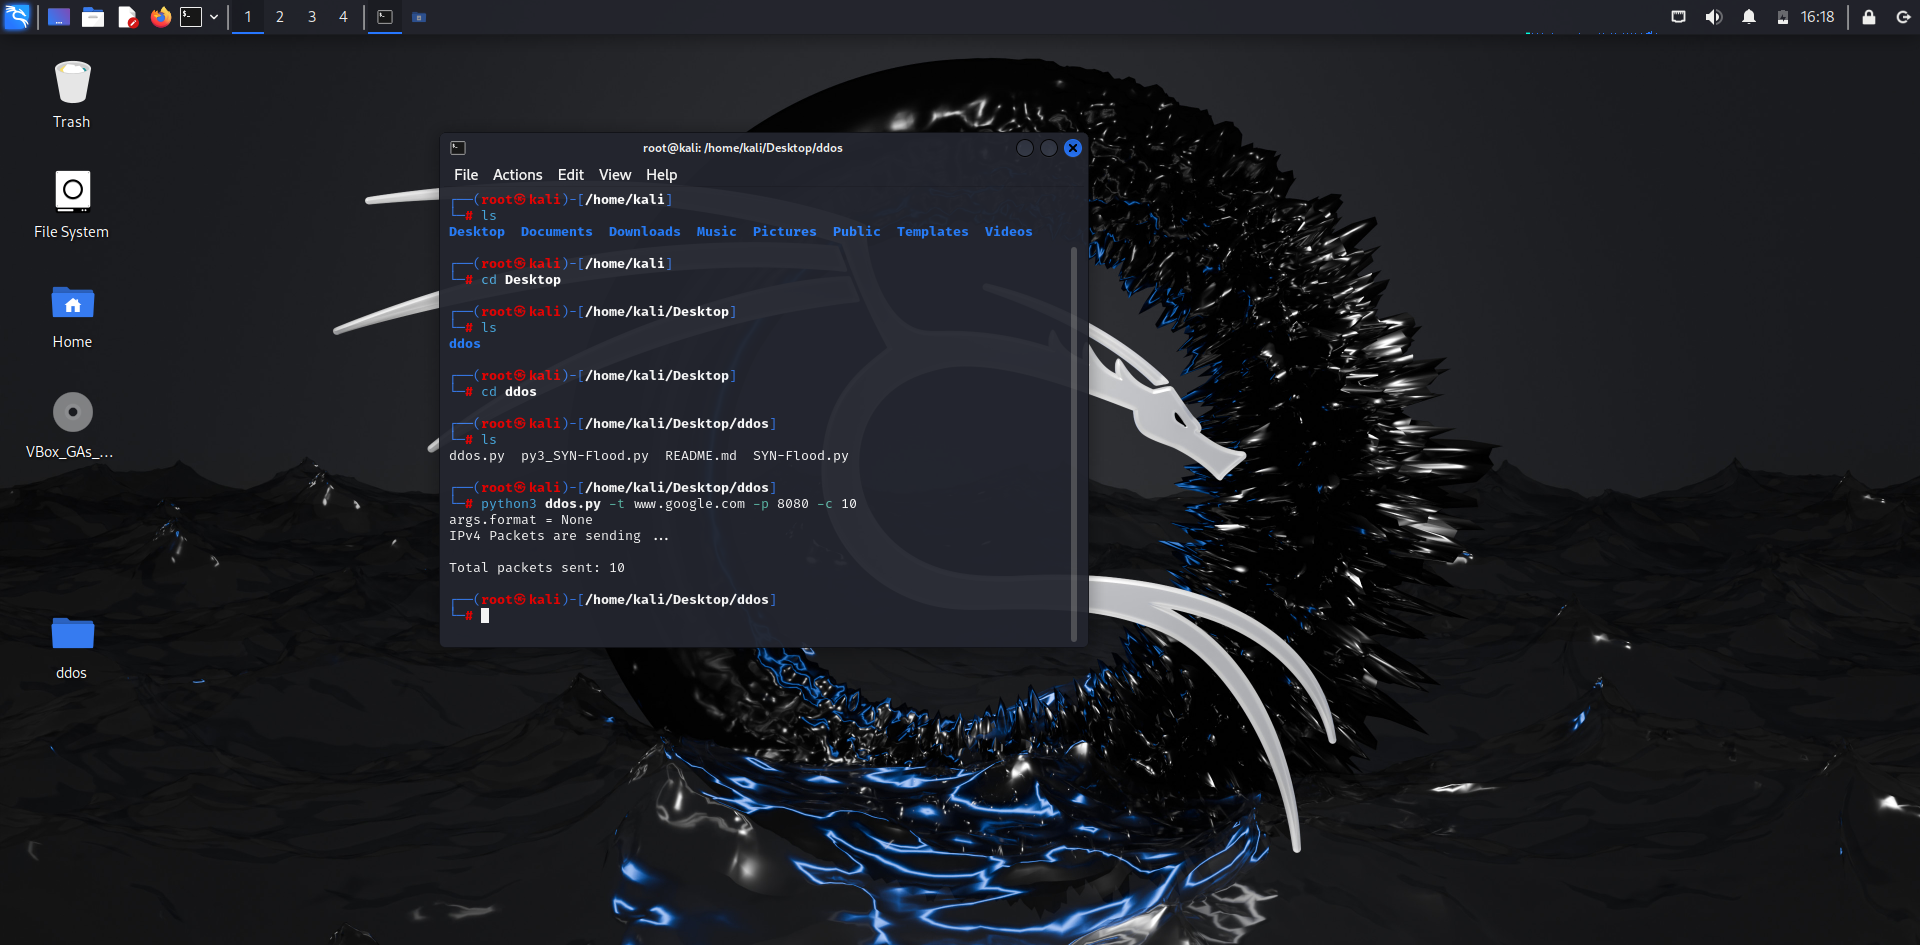 1 2 3 4
16:18
Trash
File System
Home
VBox_GAs_...
ddos
root@kali: /home/kali/Desktop/ddos
File Actions Edit View Help
┌──(root㉿kali)-[/home/kali]
└─# ls
Desktop Documents Downloads Music Pictures Public Templates Videos
┌──(root㉿kali)-[/home/kali]
└─# cd Desktop
┌──(root㉿kali)-[/home/kali/Desktop]
└─# ls
ddos
┌──(root㉿kali)-[/home/kali/Desktop]
└─# cd ddos
┌──(root㉿kali)-[/home/kali/Desktop/ddos]
└─# ls
ddos.py py3_SYN-Flood.py README.md SYN-Flood.py
┌──(root㉿kali)-[/home/kali/Desktop/ddos]
└─# python3 ddos.py -t www.google.com -p 8080 -c 10
args.format = None
IPv4 Packets are sending ...
Total packets sent: 10
┌──(root㉿kali)-[/home/kali/Desktop/ddos]
└─#